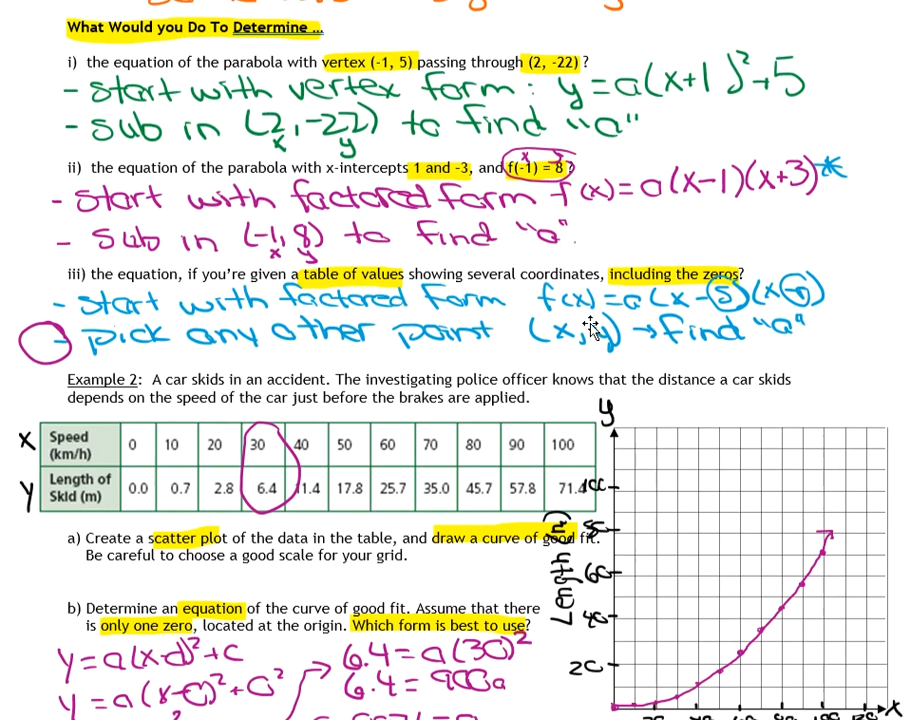 What Would you Do To Determine ...
i) the equation of the parabola with vertex (-1, 5) passing through (2, -22) ?
- start with vertex form : y = a(x+1)²+5
- sub in (2, -22) to find "a"
x y
ii) the equation of the parabola with x-intercepts 1 and -3, and f(-1) = 8?
- start with factored form f(x) = a(x-1)(x+3)*
- sub in (-1, 8) to find "a".
x y
iii) the equation, if you're given a table of values showing several coordinates, including the zeros?
- start with factored form f(x) = a(x-s)(x-r)
- pick any other point (x, y) → find "a"
Example 2: A car skids in an accident. The investigating police officer knows that the distance a car skids
depends on the speed of the car just before the brakes are applied.
y
x Speed (km/h) 0 10 20 30 40 50 60 70 80 90 100
y Length of Skid (m) 0.0 0.7 2.8 6.4 11.4 17.8 25.7 35.0 45.7 57.8 71.4
a) Create a scatter plot of the data in the table, and draw a curve of good fit.
Be careful to choose a good scale for your grid.
b) Determine an equation of the curve of good fit. Assume that there
is only one zero, located at the origin. Which form is best to use?
y = a(x-d)²+c
y = a(x-0)²+0²
6.4 = a(30)²
6.4 = 900a
Length (m)
100
80
60
40
20
x